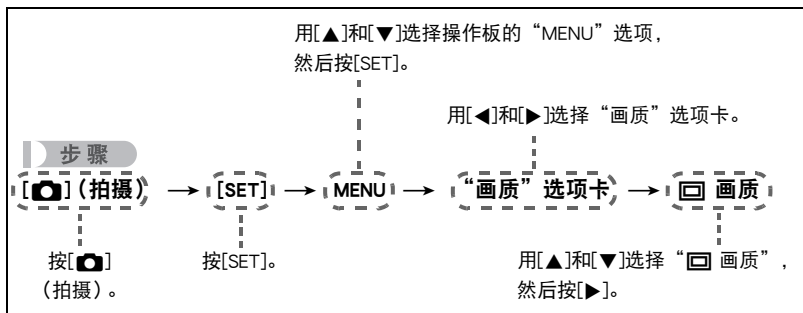 用[▲]和[▼]选择操作板的“MENU”选项,
然后按[SET]。
用[◀]和[▶]选择“画质”选项卡。
步骤
[📷](拍摄) → [SET] → MENU → “画质”选项卡 → 画质
按[📷]
(拍摄)。
按[SET]。
用[▲]和[▼]选择“ 画质”,
然后按[▶]。